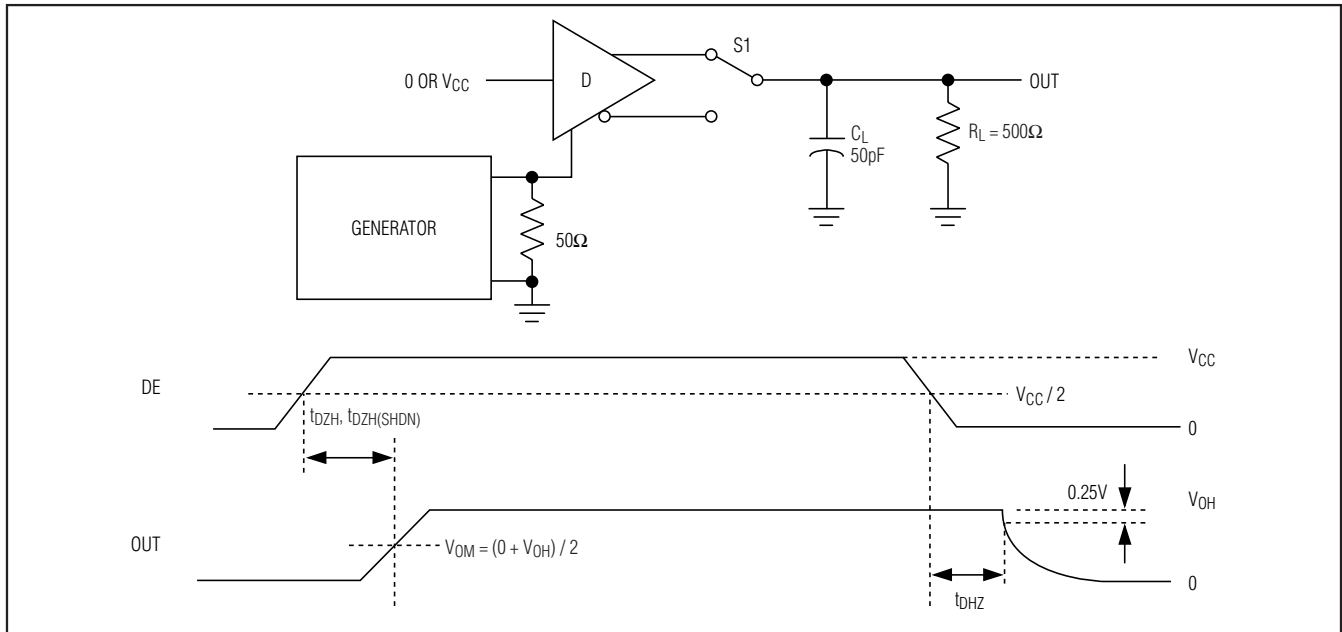 S1
0 OR VCC
D
OUT
CL
50pF
RL = 500Ω
GENERATOR
50Ω
VCC
DE
VCC / 2
tDZH, tDZH(SHDN)
0
0.25V
VOH
OUT
VOM = (0 + VOH) / 2
0
tDHZ